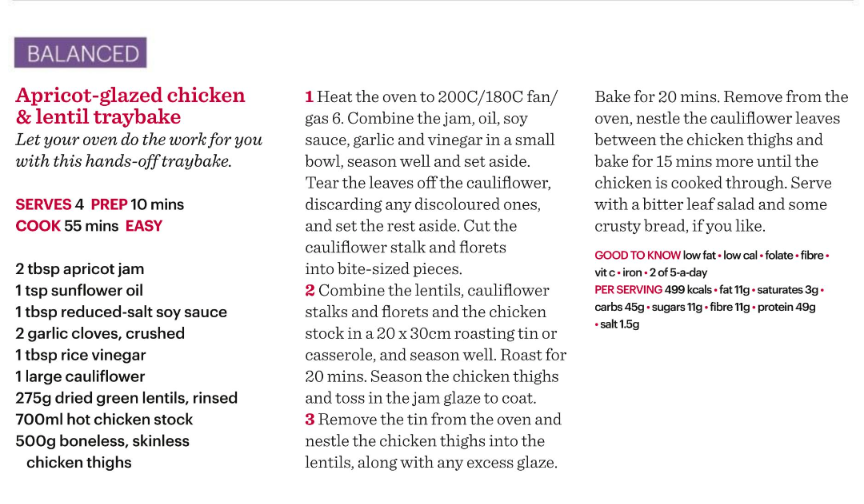 BALANCED
Apricot-glazed chicken
& lentil traybake
Let your oven do the work for you
with this hands-off traybake.
SERVES 4 PREP 10 mins
COOK 55 mins EASY
2 tbsp apricot jam
1 tsp sunflower oil
1 tbsp reduced-salt soy sauce
2 garlic cloves, crushed
1 tbsp rice vinegar
1 large cauliflower
275g dried green lentils, rinsed
700ml hot chicken stock
500g boneless, skinless
chicken thighs
1 Heat the oven to 200C/180C fan/
gas 6. Combine the jam, oil, soy
sauce, garlic and vinegar in a small
bowl, season well and set aside.
Tear the leaves off the cauliflower,
discarding any discoloured ones,
and set the rest aside. Cut the
cauliflower stalk and florets
into bite-sized pieces.
2 Combine the lentils, cauliflower
stalks and florets and the chicken
stock in a 20 x 30cm roasting tin or
casserole, and season well. Roast for
20 mins. Season the chicken thighs
and toss in the jam glaze to coat.
3 Remove the tin from the oven and
nestle the chicken thighs into the
lentils, along with any excess glaze.
Bake for 20 mins. Remove from the
oven, nestle the cauliflower leaves
between the chicken thighs and
bake for 15 mins more until the
chicken is cooked through. Serve
with a bitter leaf salad and some
crusty bread, if you like.
GOOD TO KNOW low fat • low cal • folate • fibre •
vit c • iron • 2 of 5-a-day
PER SERVING 499 kcals • fat 11g • saturates 3g •
carbs 45g • sugars 11g • fibre 11g • protein 49g
• salt 1.5g